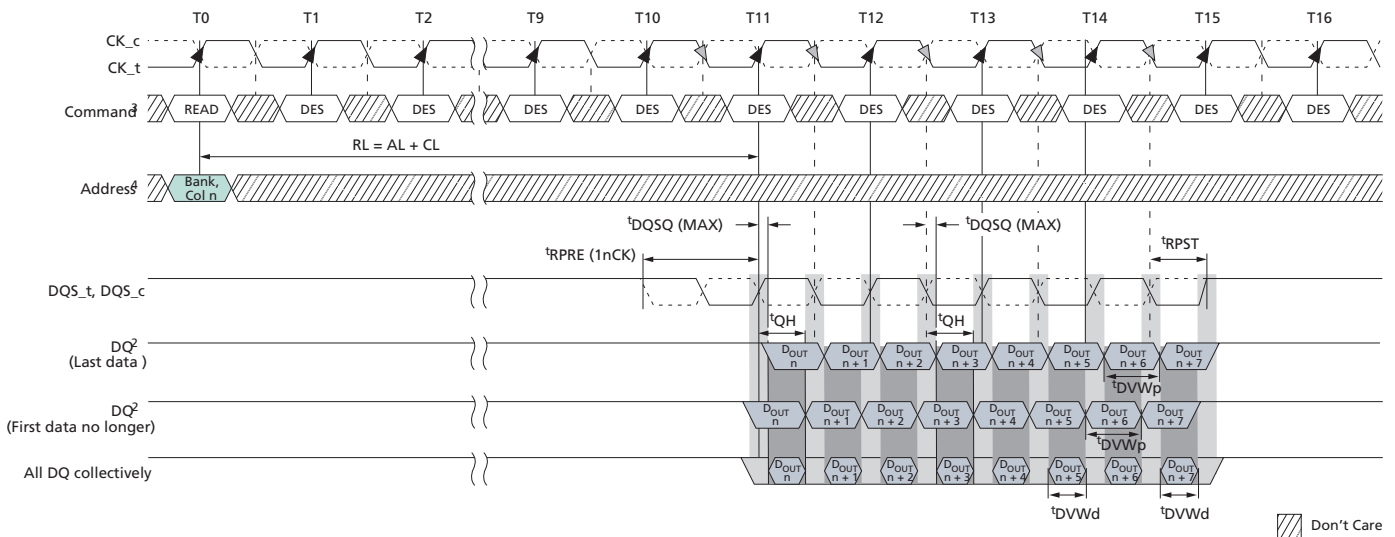 T0 T1 T2 T9 T10 T11 T12 T13 T14 T15 T16
CK_c
CK_t
Command3 READ DES DES DES DES DES DES DES DES DES DES
RL = AL + CL
Address4 Bank, Col n
tDQSQ (MAX) tDQSQ (MAX)
tRPRE (1nCK) tRPST
DQS_t, DQS_c
tQH tQH
DQ2
(Last data )
DOUT n DOUT n + 1 DOUT n + 2 DOUT n + 3 DOUT n + 4 DOUT n + 5 DOUT n + 6 DOUT n + 7
tDVWp
DQ2
(First data no longer)
DOUT n DOUT n + 1 DOUT n + 2 DOUT n + 3 DOUT n + 4 DOUT n + 5 DOUT n + 6 DOUT n + 7
tDVWp
All DQ collectively
DOUT n DOUT n + 1 DOUT n + 2 DOUT n + 3 DOUT n + 4 DOUT n + 5 DOUT n + 6 DOUT n + 7
tDVWd tDVWd
Don't Care